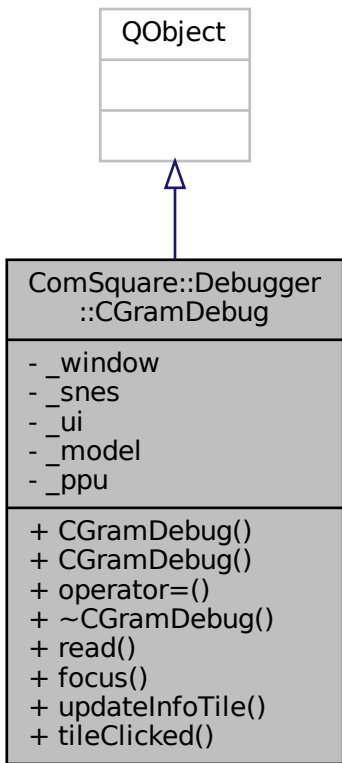 QObject
ComSquare::Debugger
::CGramDebug
- _window
- _snes
- _ui
- _model
- _ppu
+ CGramDebug()
+ CGramDebug()
+ operator=()
+ ~CGramDebug()
+ read()
+ focus()
+ updateInfoTile()
+ tileClicked()